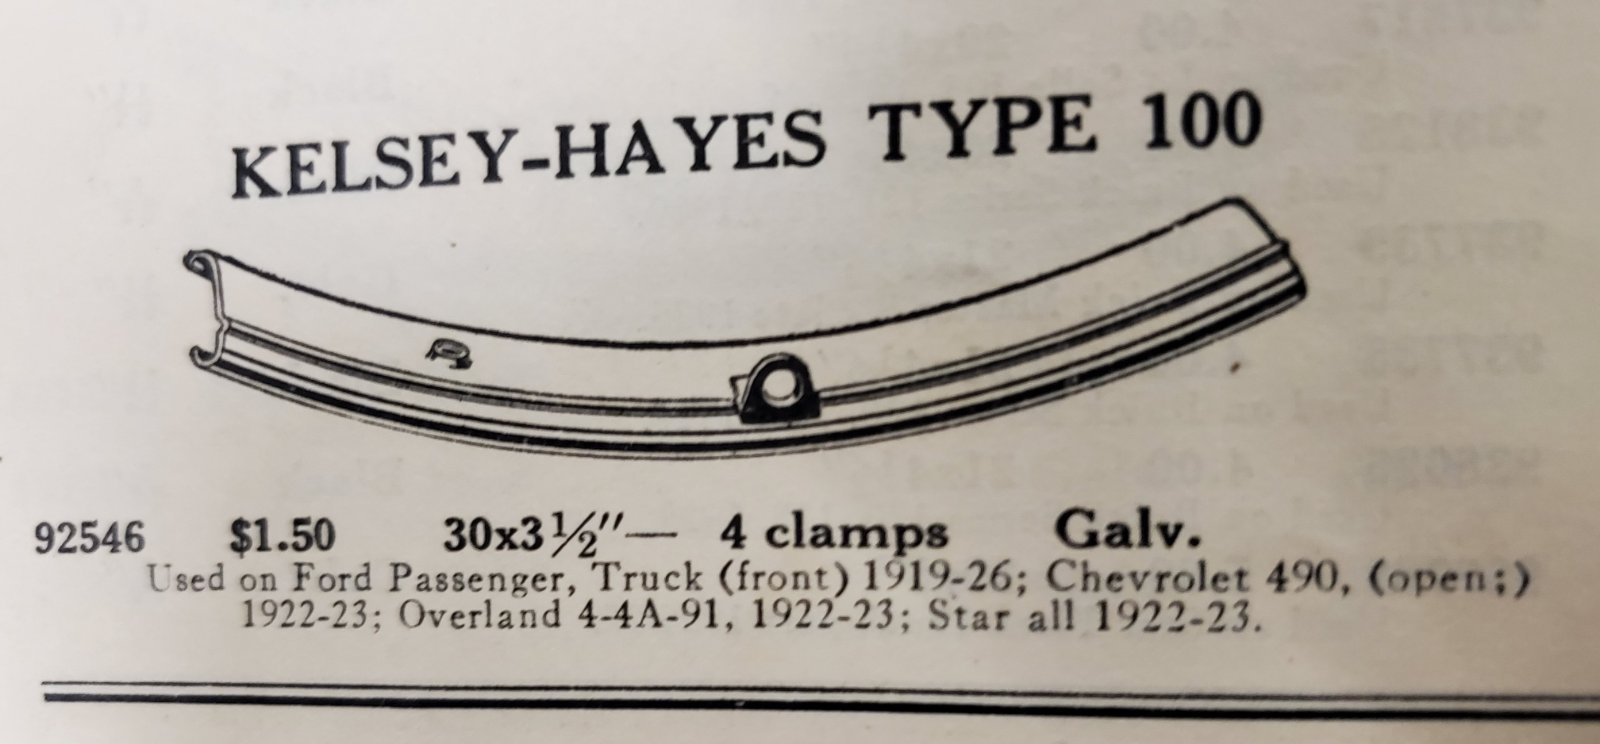 KELSEY-HAYES TYPE 100
92546 $1.50 30x3½″— 4 clamps Galv.
Used on Ford Passenger, Truck (front) 1919-26; Chevrolet 490, (open;)
1922-23; Overland 4-4A-91, 1922-23; Star all 1922-23.